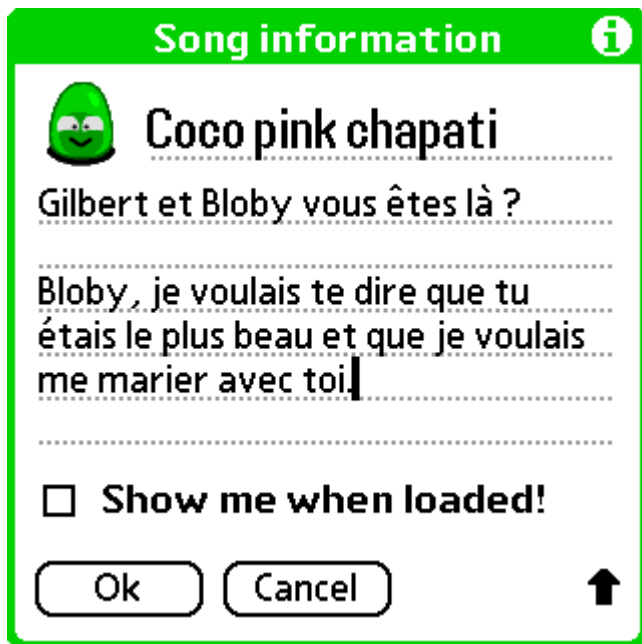 Song information
Coco pink chapati
Gilbert et Bloby vous êtes là ?
Bloby, je voulais te dire que tu
étais le plus beau et que je voulais
me marier avec toi.
Show me when loaded!
Ok
Cancel